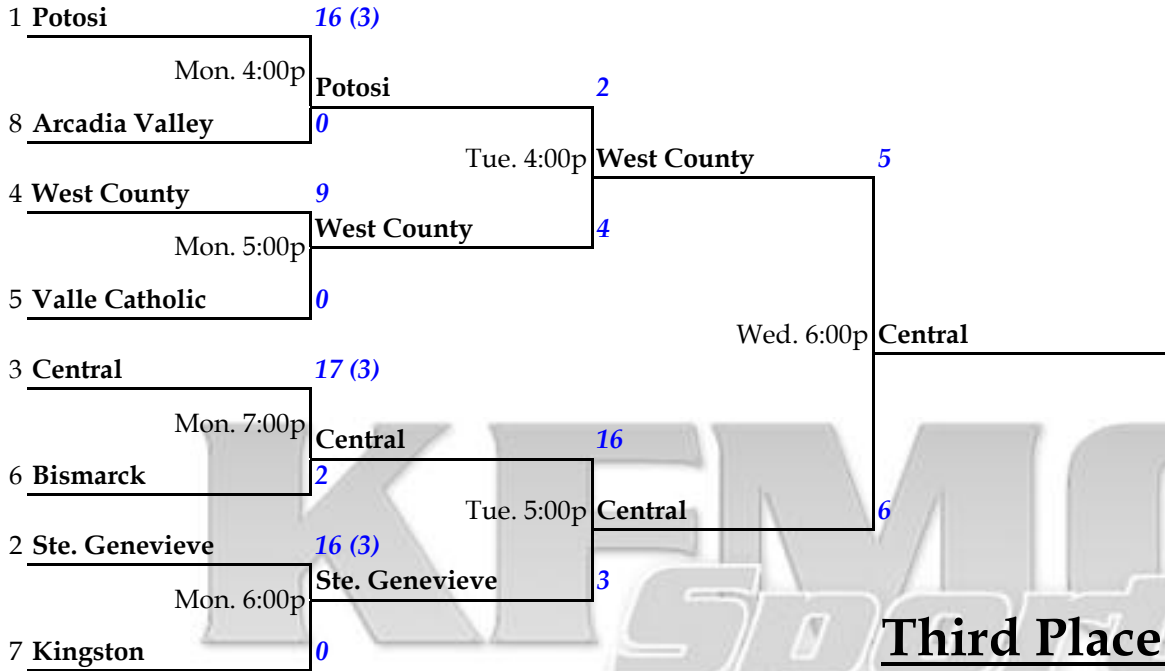 1 Potosi 16 (3)
Mon. 4:00p
Potosi 2
8 Arcadia Valley 0
Tue. 4:00p West County 5
4 West County 9
West County 4
Mon. 5:00p
5 Valle Catholic 0
Wed. 6:00p Central
3 Central 17 (3)
Mon. 7:00p
Central 16
6 Bismarck 2
Tue. 5:00p Central 6
2 Ste. Genevieve 16 (3)
Ste. Genevieve 3
Mon. 6:00p
7 Kingston 0
Third Place